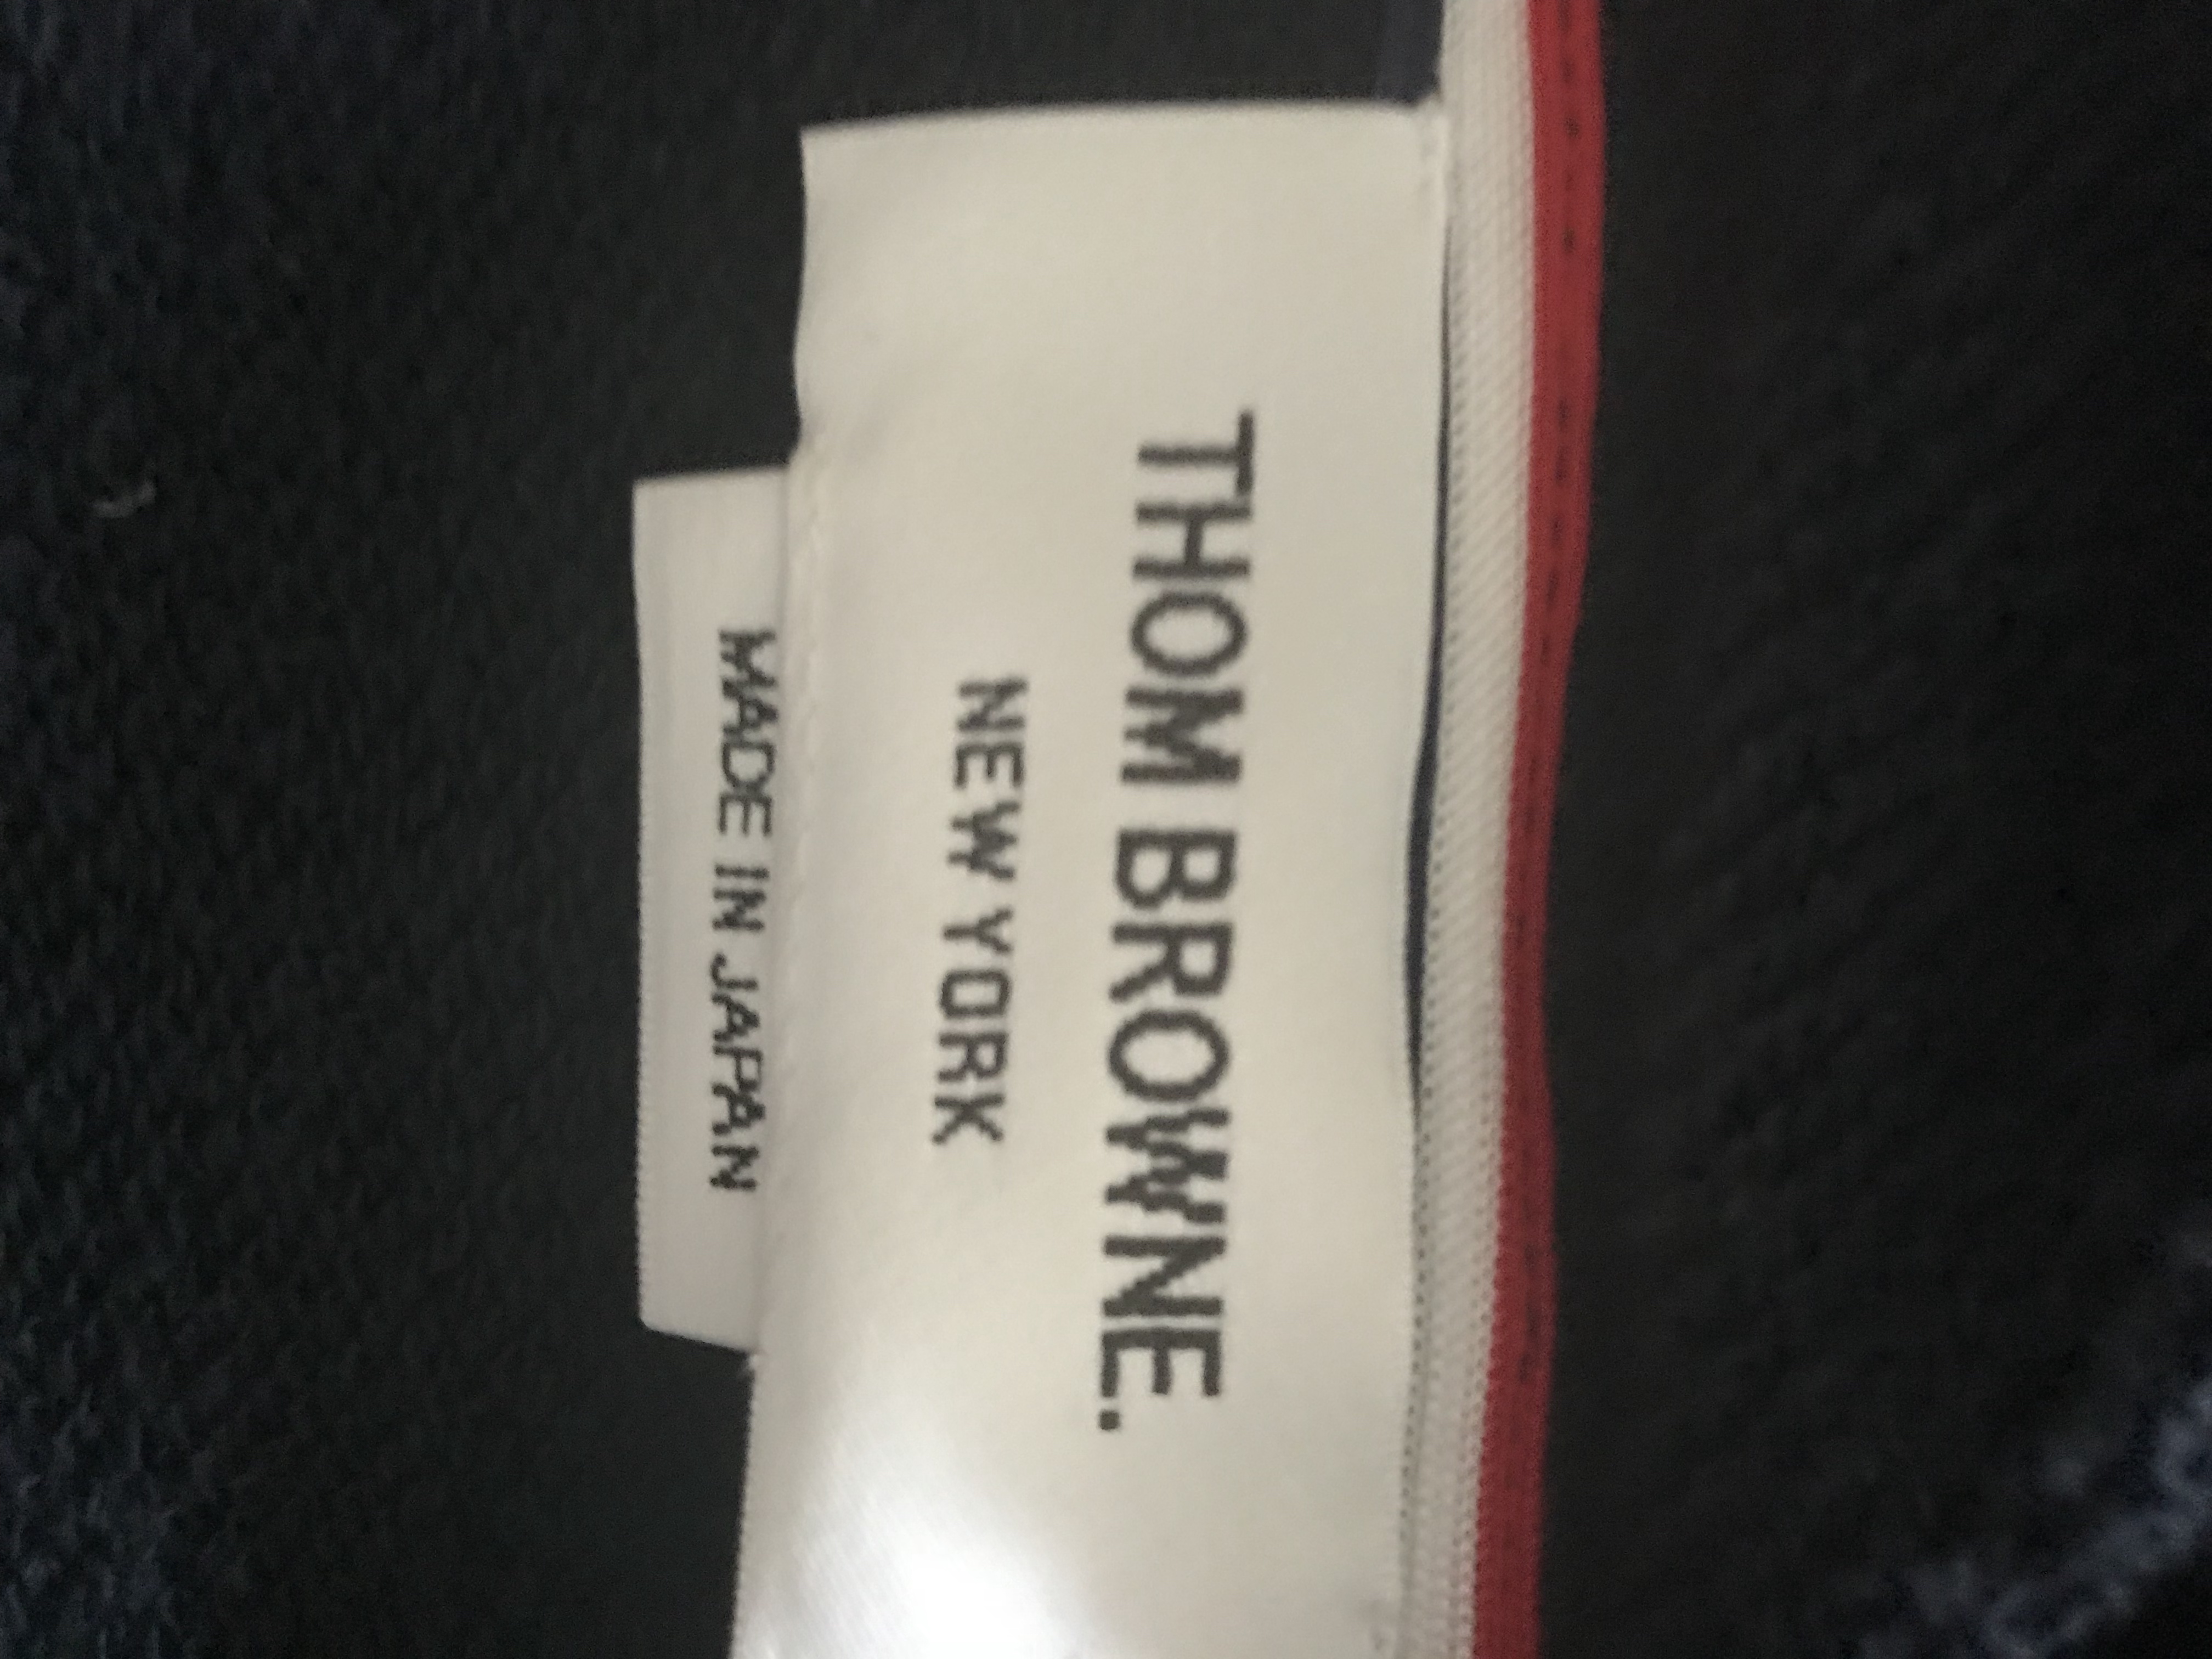 THOM BROWNE.
NEW YORK
MADE IN JAPAN